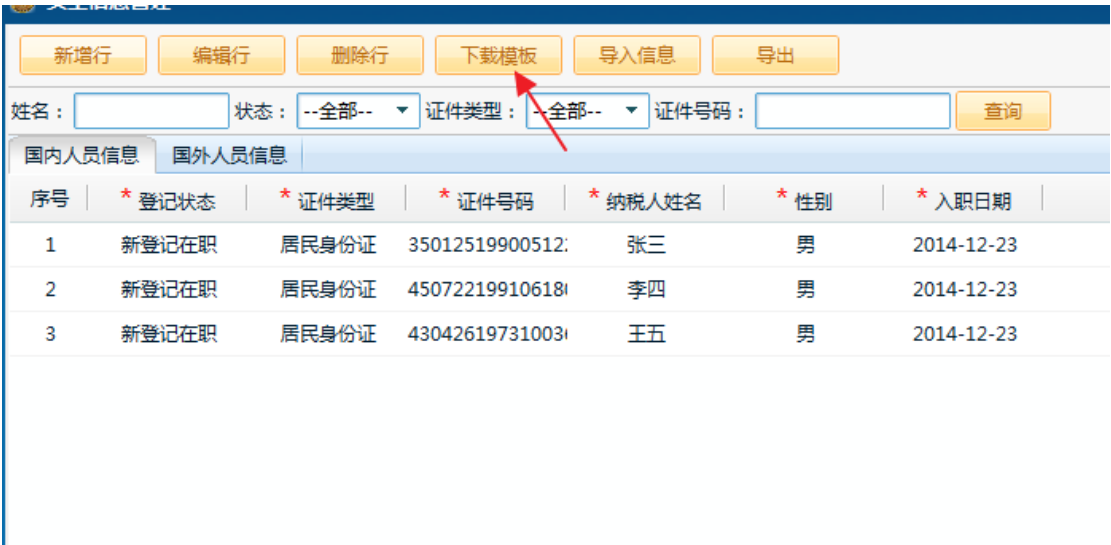 新增行 编辑行 删除行 下载模板 导入信息 导出
姓名： 状态： --全部-- 证件类型： --全部-- 证件号码： 查询
国内人员信息 国外人员信息
序号 * 登记状态 * 证件类型 * 证件号码 * 纳税人姓名 * 性别 * 入职日期
1 新登记在职 居民身份证 35012519900512 张三 男 2014-12-23
2 新登记在职 居民身份证 45072219910618 李四 男 2014-12-23
3 新登记在职 居民身份证 43042619731003 王五 男 2014-12-23